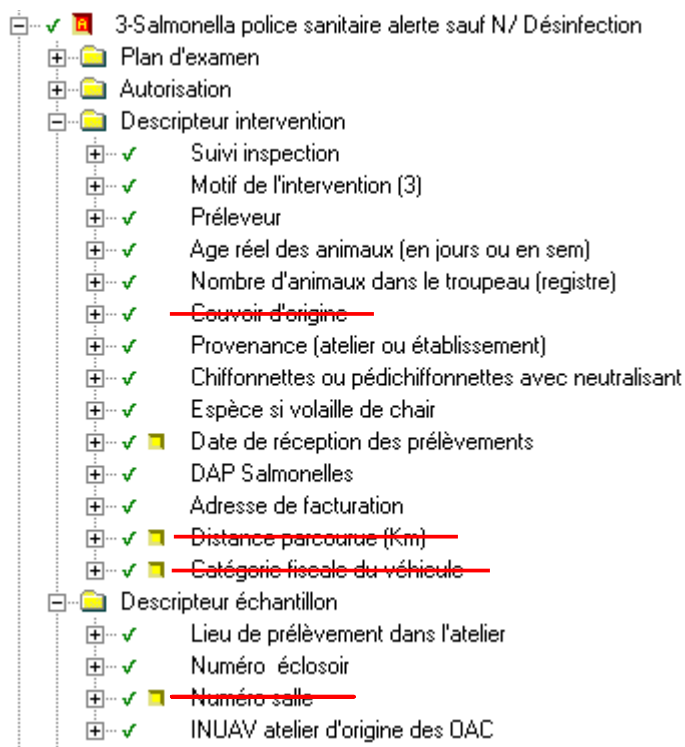 3-Salmonella police sanitaire alerte sauf N/ Désinfection
Plan d'examen
Autorisation
Descripteur intervention
Suivi inspection
Motif de l'intervention (3)
Préleveur
Age réel des animaux (en jours ou en sem)
Nombre d'animaux dans le troupeau (registre)
Couvoir d'origine
Provenance (atelier ou établissement)
Chiffonnettes ou pédichiffonnettes avec neutralisant
Espèce si volaille de chair
Date de réception des prélèvements
DAP Salmonelles
Adresse de facturation
Distance parcourue (Km)
Catégorie fiscale du véhicule
Descripteur échantillon
Lieu de prélèvement dans l'atelier
Numéro  éclosoir
Numéro salle
INUAV atelier d'origine des OAC